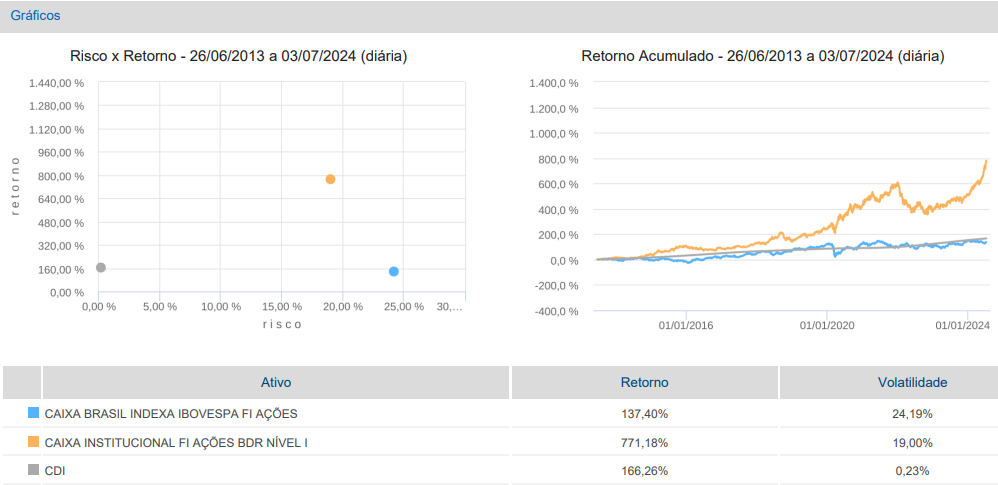 Gráficos
Risco x Retorno - 26/06/2013 a 03/07/2024 (diária)
1.440,00 %
1.280,00 %
1.120,00 %
960,00 %
800,00 %
640,00 %
480,00 %
320,00 %
160,00 %
0,00 %
retorno
0,00 % 5,00 % 10,00 % 15,00 % 20,00 % 25,00 % 30,...
risco
Retorno Acumulado - 26/06/2013 a 03/07/2024 (diária)
1.400,0 %
1.200,0 %
1.000,0 %
800,0 %
600,0 %
400,0 %
200,0 %
0,0 %
-200,0 %
-400,0 %
01/01/2016 01/01/2020 01/01/2024
Ativo Retorno Volatilidade
CAIXA BRASIL INDEXA IBOVESPA FI AÇÕES 137,40% 24,19%
CAIXA INSTITUCIONAL FI AÇÕES BDR NÍVEL I 771,18% 19,00%
CDI 166,26% 0,23%